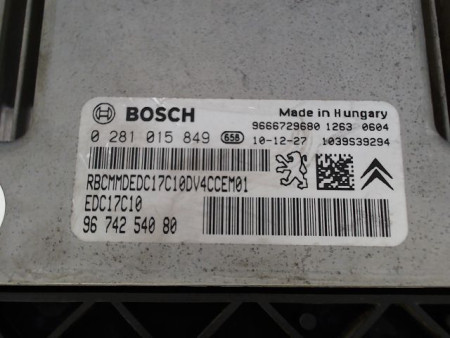 BOSCH
Made in Hungary
9666729680 1263 0604
0 281 015 849 658 10-12-27 1039S39294
RBCMMDEDC17C10DV4CCEM01
EDC17C10
96 742 540 80